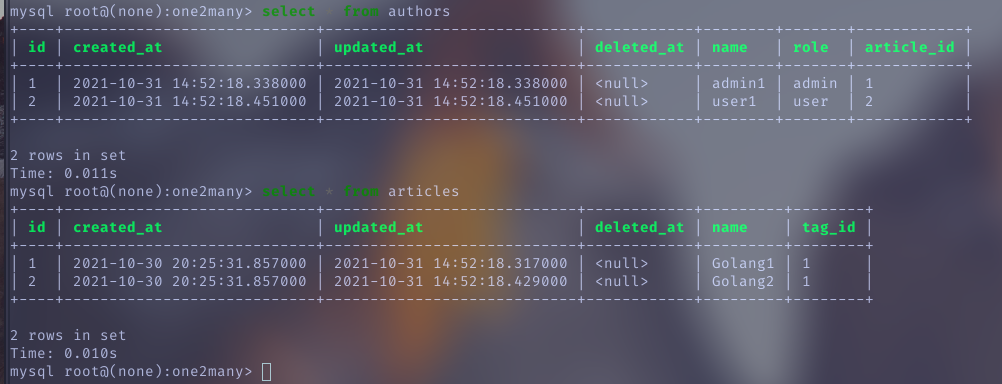 mysql root@(none):one2many> select * from authors
+----+----------------------------+----------------------------+------------+--------+-------+------------+
| id | created_at | updated_at | deleted_at | name | role | article_id |
+----+----------------------------+----------------------------+------------+--------+-------+------------+
| 1 | 2021-10-31 14:52:18.338000 | 2021-10-31 14:52:18.338000 | <null> | admin1 | admin | 1 |
| 2 | 2021-10-31 14:52:18.451000 | 2021-10-31 14:52:18.451000 | <null> | user1 | user | 2 |
+----+----------------------------+----------------------------+------------+--------+-------+------------+
2 rows in set
Time: 0.011s
mysql root@(none):one2many> select * from articles
+----+----------------------------+----------------------------+------------+---------+--------+
| id | created_at | updated_at | deleted_at | name | tag_id |
+----+----------------------------+----------------------------+------------+---------+--------+
| 1 | 2021-10-30 20:25:31.857000 | 2021-10-31 14:52:18.317000 | <null> | Golang1 | 1 |
| 2 | 2021-10-30 20:25:31.857000 | 2021-10-31 14:52:18.429000 | <null> | Golang2 | 1 |
+----+----------------------------+----------------------------+------------+---------+--------+
2 rows in set
Time: 0.010s
mysql root@(none):one2many>